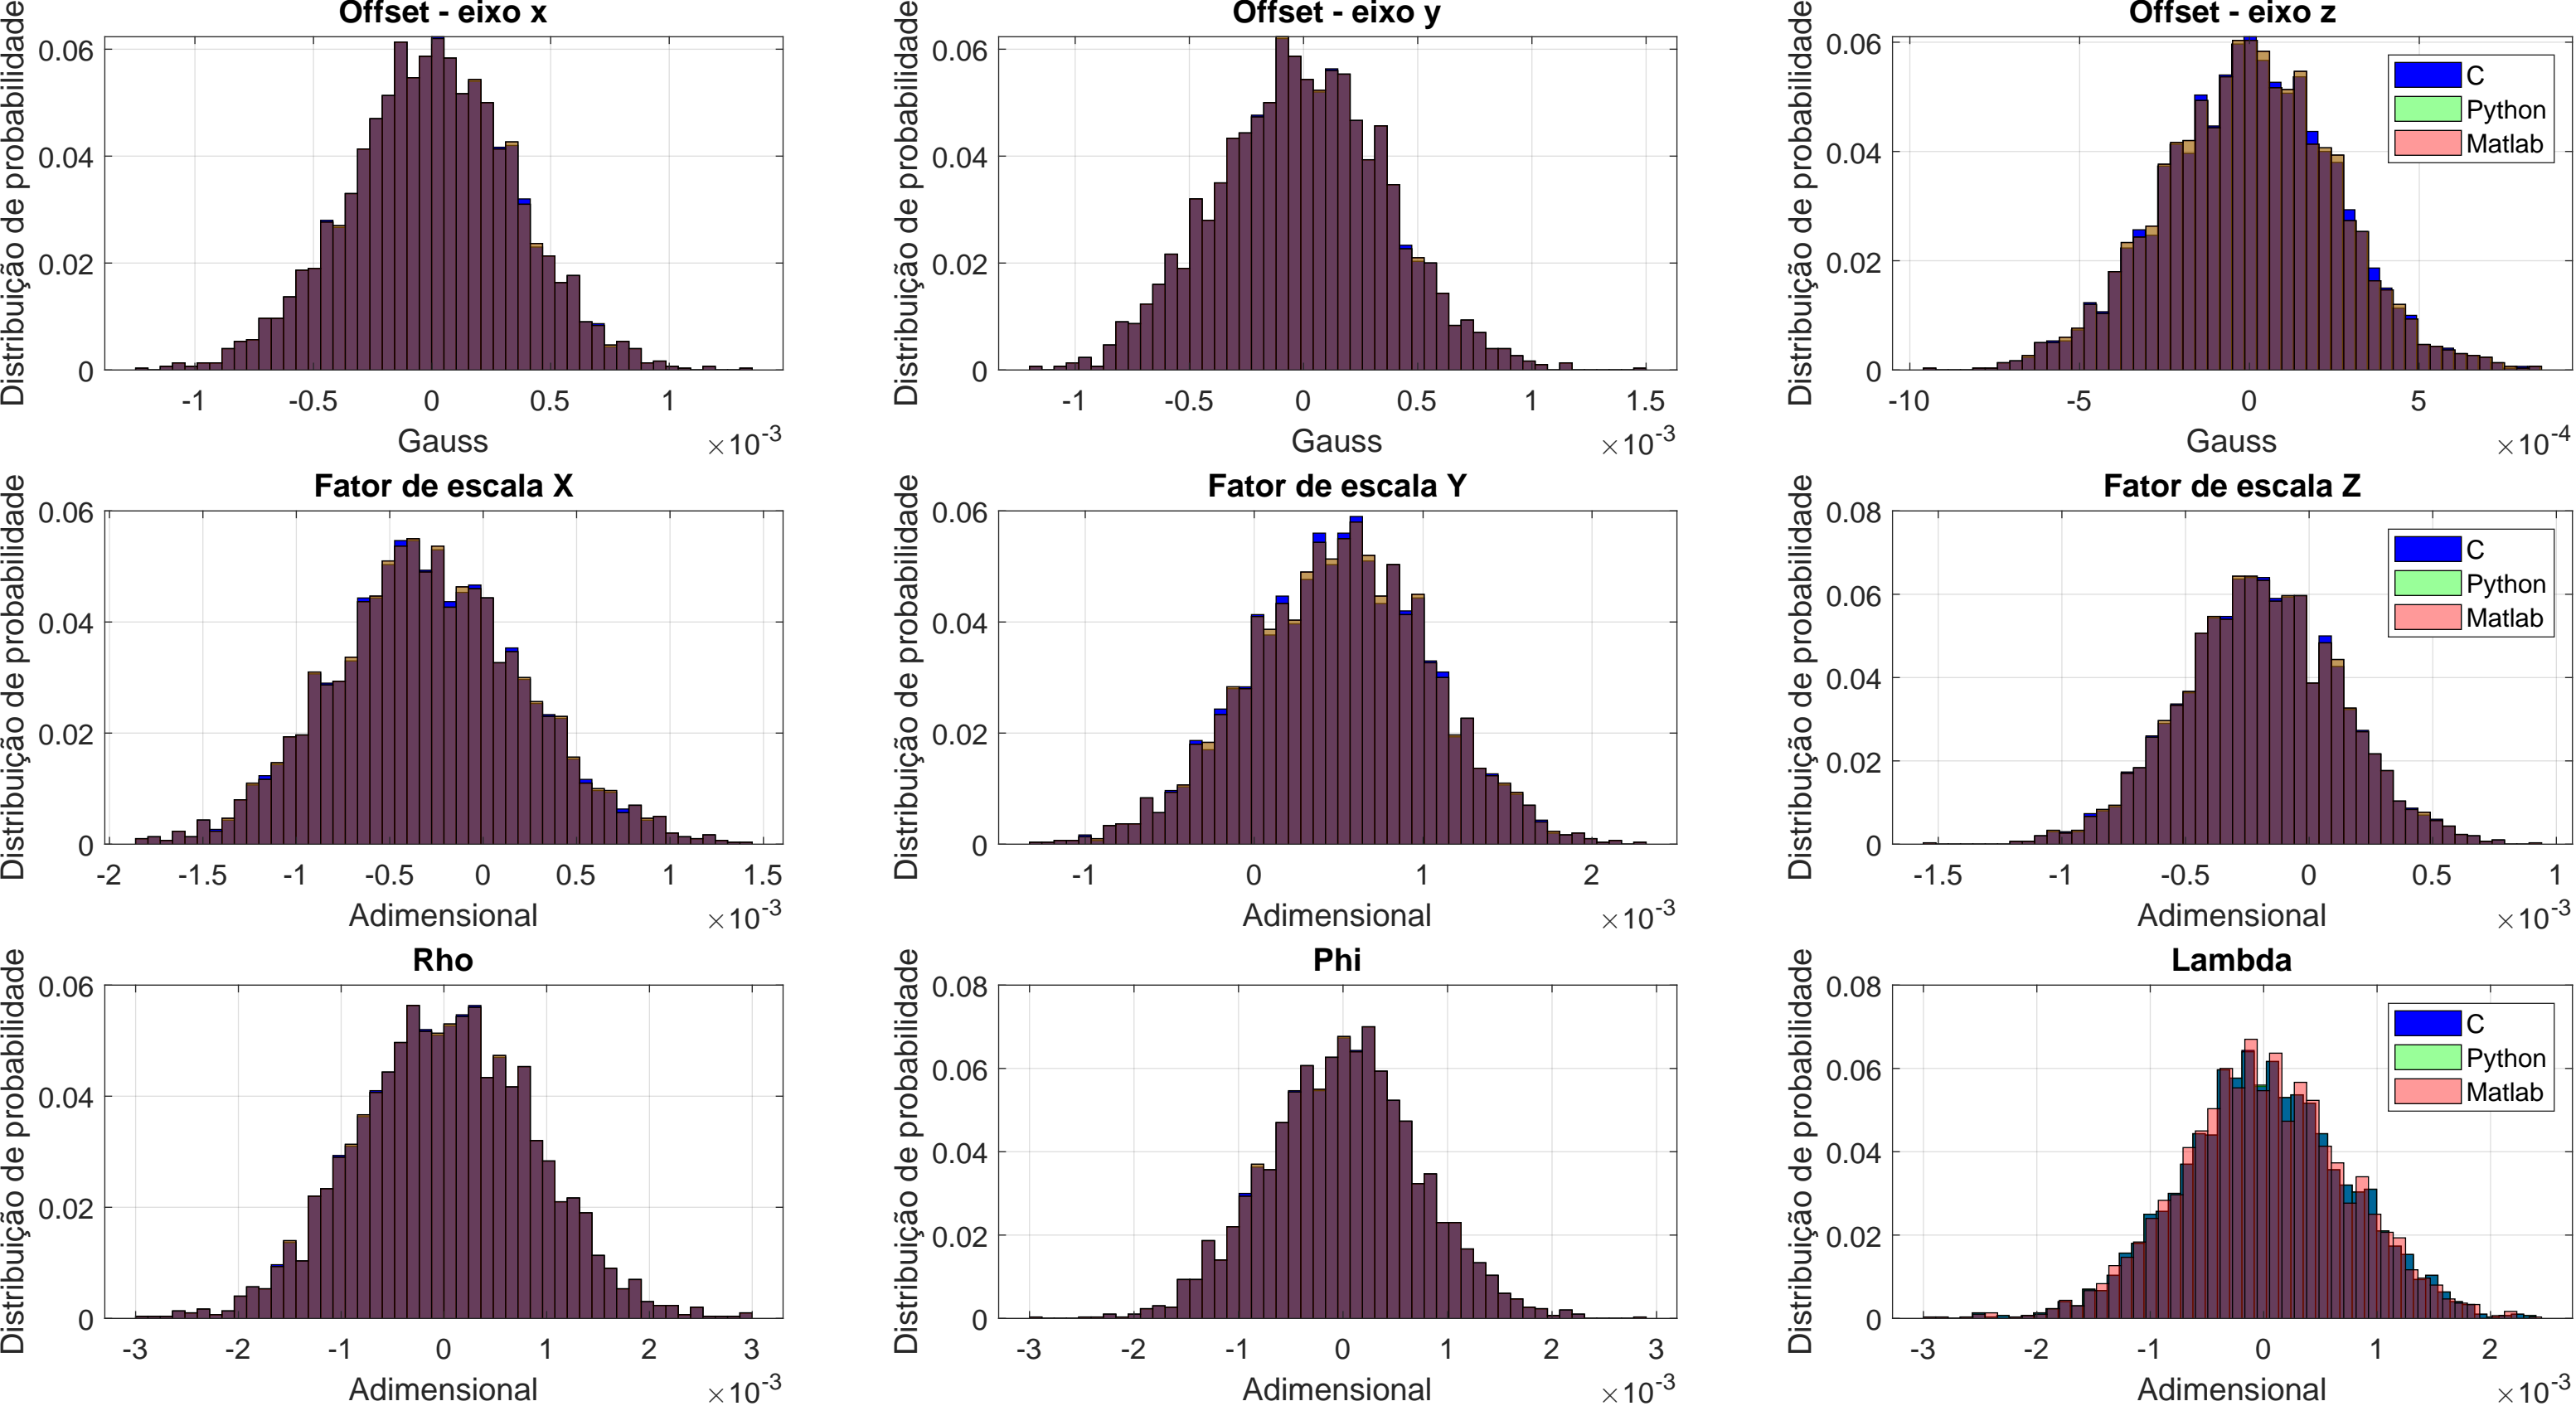 Offset - eixo x
Distribuição de probabilidade
0.06
0.04
0.02
0
-1
-0.5
0
0.5
1
Gauss
×10-3
Offset - eixo y
Distribuição de probabilidade
0.06
0.04
0.02
0
-1
-0.5
0
0.5
1
1.5
Gauss
×10-3
Offset - eixo z
Distribuição de probabilidade
0.06
0.04
0.02
0
-10
-5
0
5
Gauss
×10-4
C
Python
Matlab
Fator de escala X
Distribuição de probabilidade
0.06
0.04
0.02
0
-2
-1.5
-1
-0.5
0
0.5
1
1.5
Adimensional
×10-3
Fator de escala Y
Distribuição de probabilidade
0.06
0.04
0.02
0
-1
0
1
2
Adimensional
×10-3
Fator de escala Z
Distribuição de probabilidade
0.08
0.06
0.04
0.02
0
-1.5
-1
-0.5
0
0.5
1
Adimensional
×10-3
C
Python
Matlab
Rho
Distribuição de probabilidade
0.06
0.04
0.02
0
-3
-2
-1
0
1
2
3
Adimensional
×10-3
Phi
Distribuição de probabilidade
0.08
0.06
0.04
0.02
0
-3
-2
-1
0
1
2
3
Adimensional
×10-3
Lambda
Distribuição de probabilidade
0.08
0.06
0.04
0.02
0
-3
-2
-1
0
1
2
Adimensional
×10-3
C
Python
Matlab